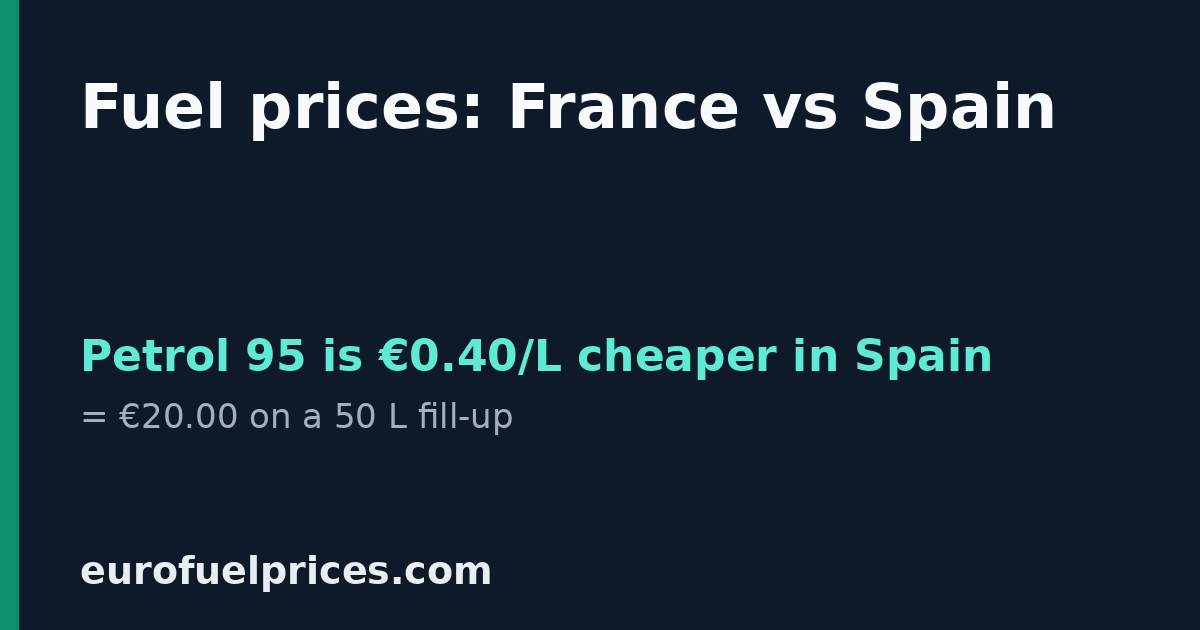 Fuel prices: France vs Spain
Petrol 95 is €0.40/L cheaper in Spain
= €20.00 on a 50 L fill-up
eurofuelprices.com